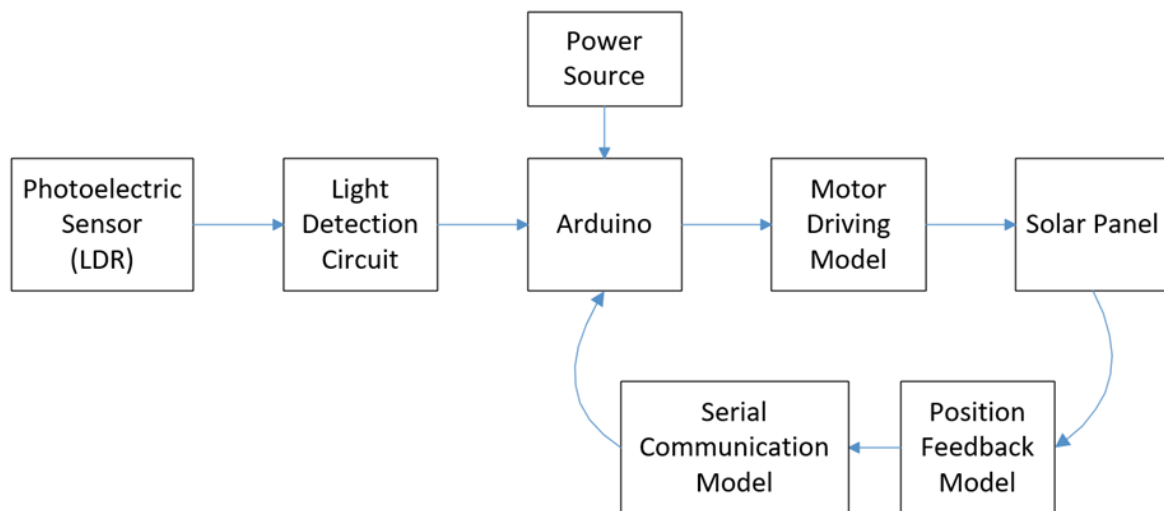 Power
Source
Photoelectric
Sensor
(LDR)
Light
Detection
Circuit
Arduino
Motor
Driving
Model
Solar Panel
Serial
Communication
Model
Position
Feedback
Model